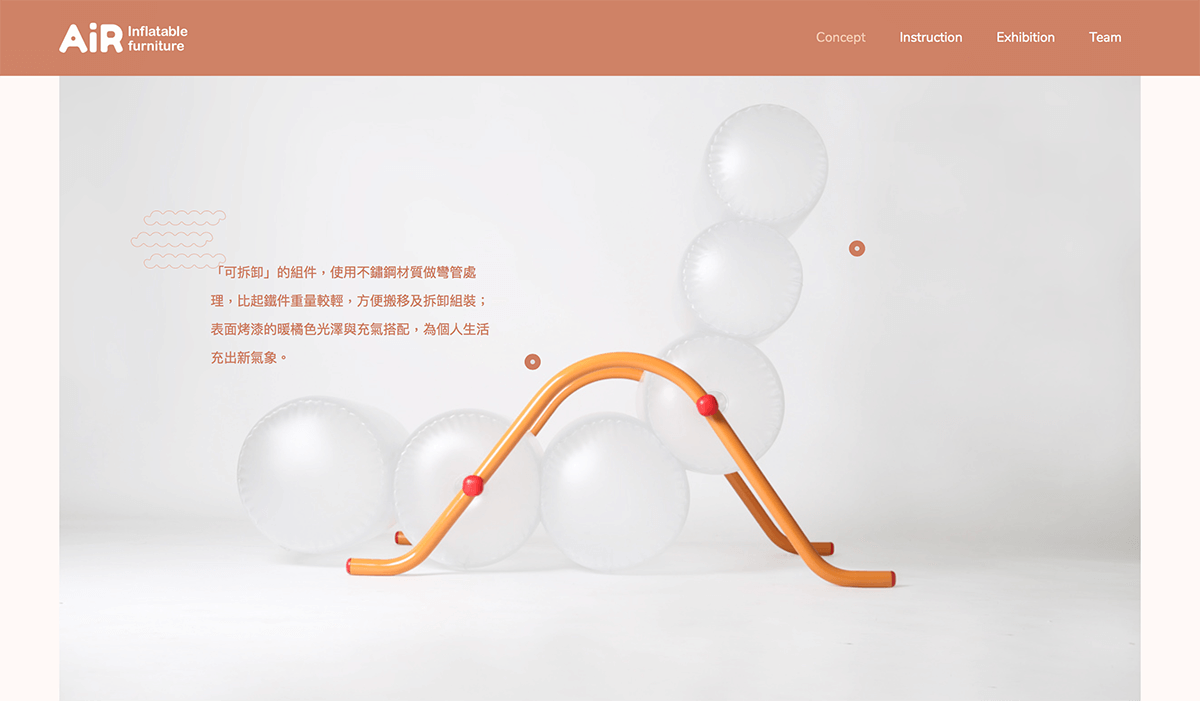 AiR Inflatable
furniture
Concept Instruction Exhibition Team
「可拆卸」的組件，使用不鏽鋼材質做彎管處
理，比起鐵件重量較輕，方便搬移及拆卸組裝；
表面烤漆的暖橘色光澤與充氣搭配，為個人生活
充出新氣象。